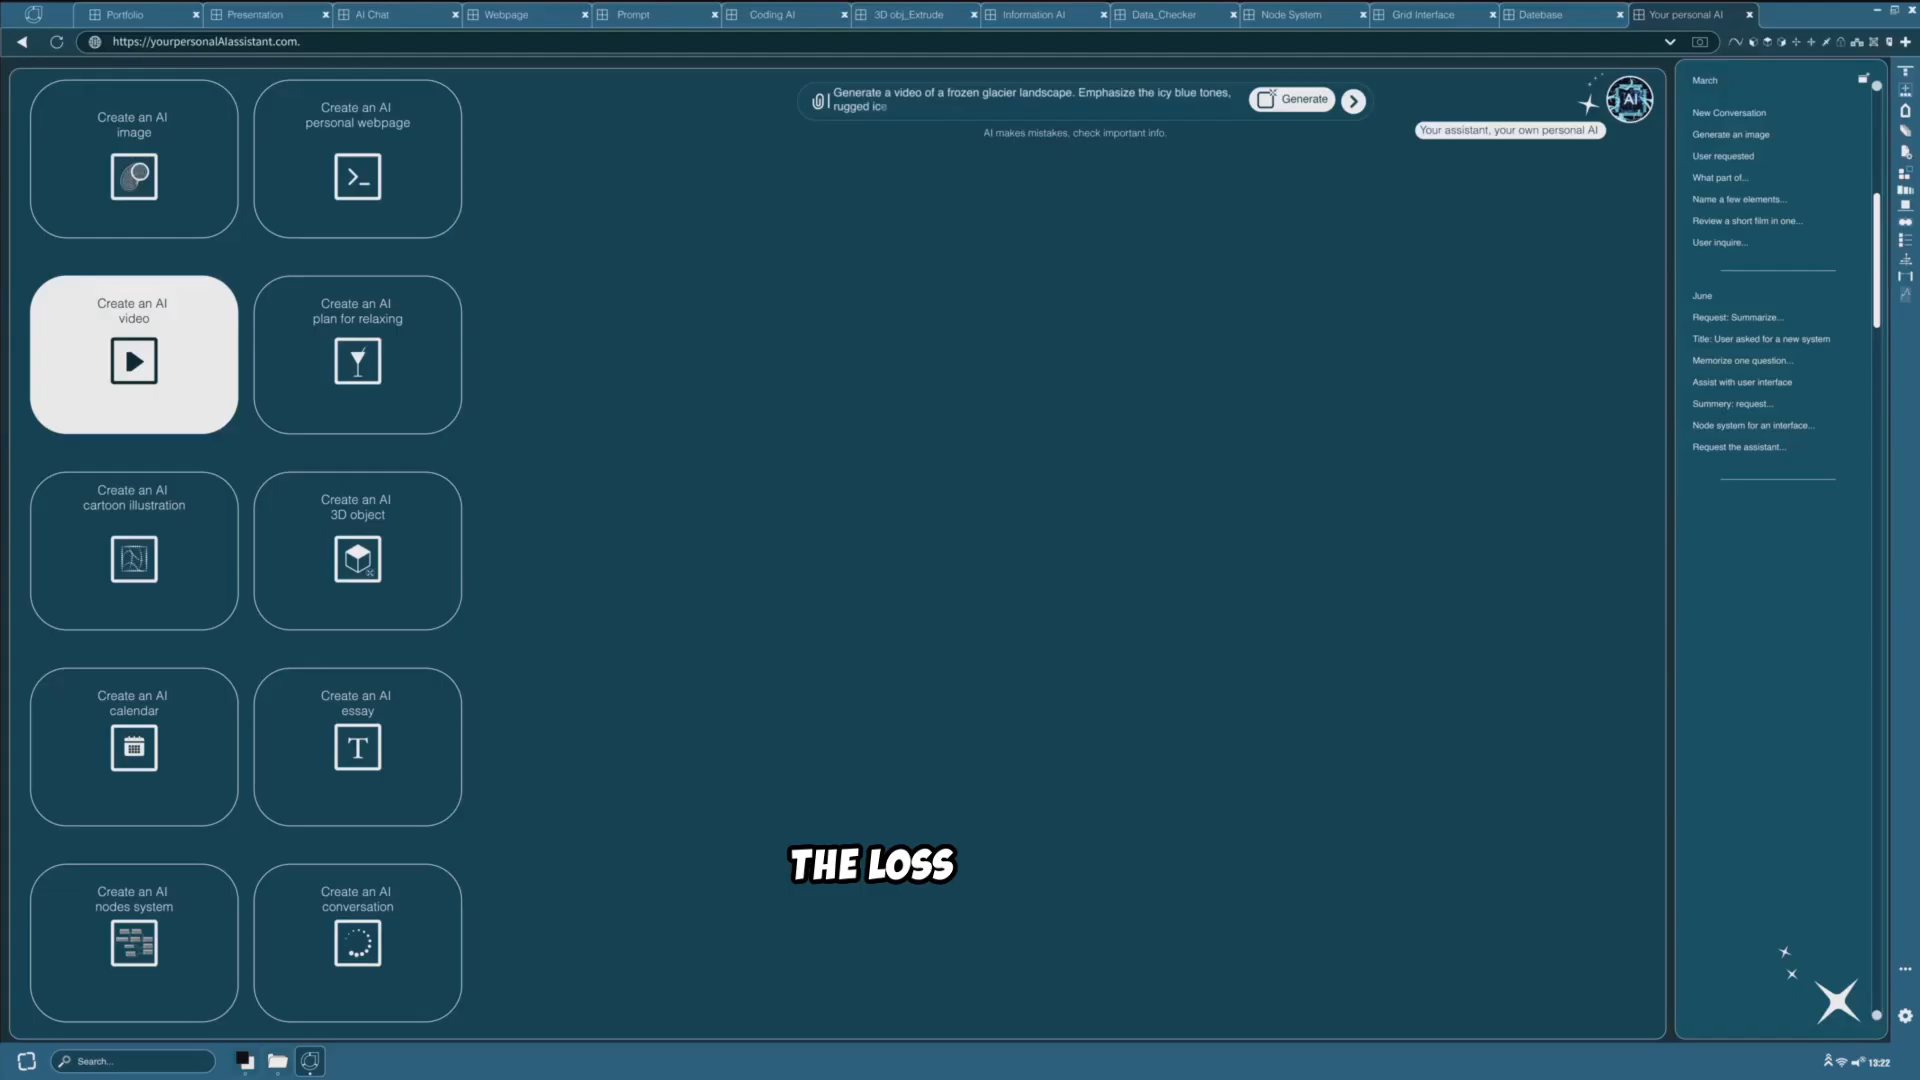 Portfolio
Presentation
AI Chat
Webpage
Prompt
Coding AI
3D obj_Extrude
Information AI
Data_Checker
Node System
Grid Interface
Datebase
Your personal AI
https://yourpersonalAIassistant.com.
Create an AI
image
Create an AI
personal webpage
Create an AI
video
Create an AI
plan for relaxing
Create an AI
cartoon illustration
Create an AI
3D object
Create an AI
calendar
Create an AI
essay
Create an AI
nodes system
Create an AI
conversation
Generate a video of a frozen glacier landscape. Emphasize the icy blue tones,
rugged ice
Generate
AI makes mistakes, check important info.
AI
Your assistant, your own personal AI
THE LOSS
March
New Conversation
Generate an image
User requested
What part of...
Name a few elements...
Review a short film in one...
User inquire...
June
Request: Summarize...
Title: User asked for a new system
Memorize one question...
Assist with user interface
Summery: request...
Node system for an interface...
Request the assistant...
Search...
13:22